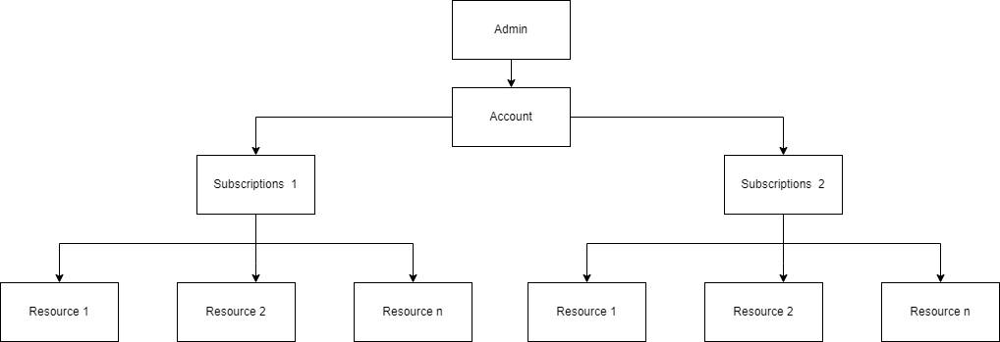 Admin
Account
Subscriptions  1
Subscriptions  2
Resource 1
Resource 2
Resource n
Resource 1
Resource 2
Resource n